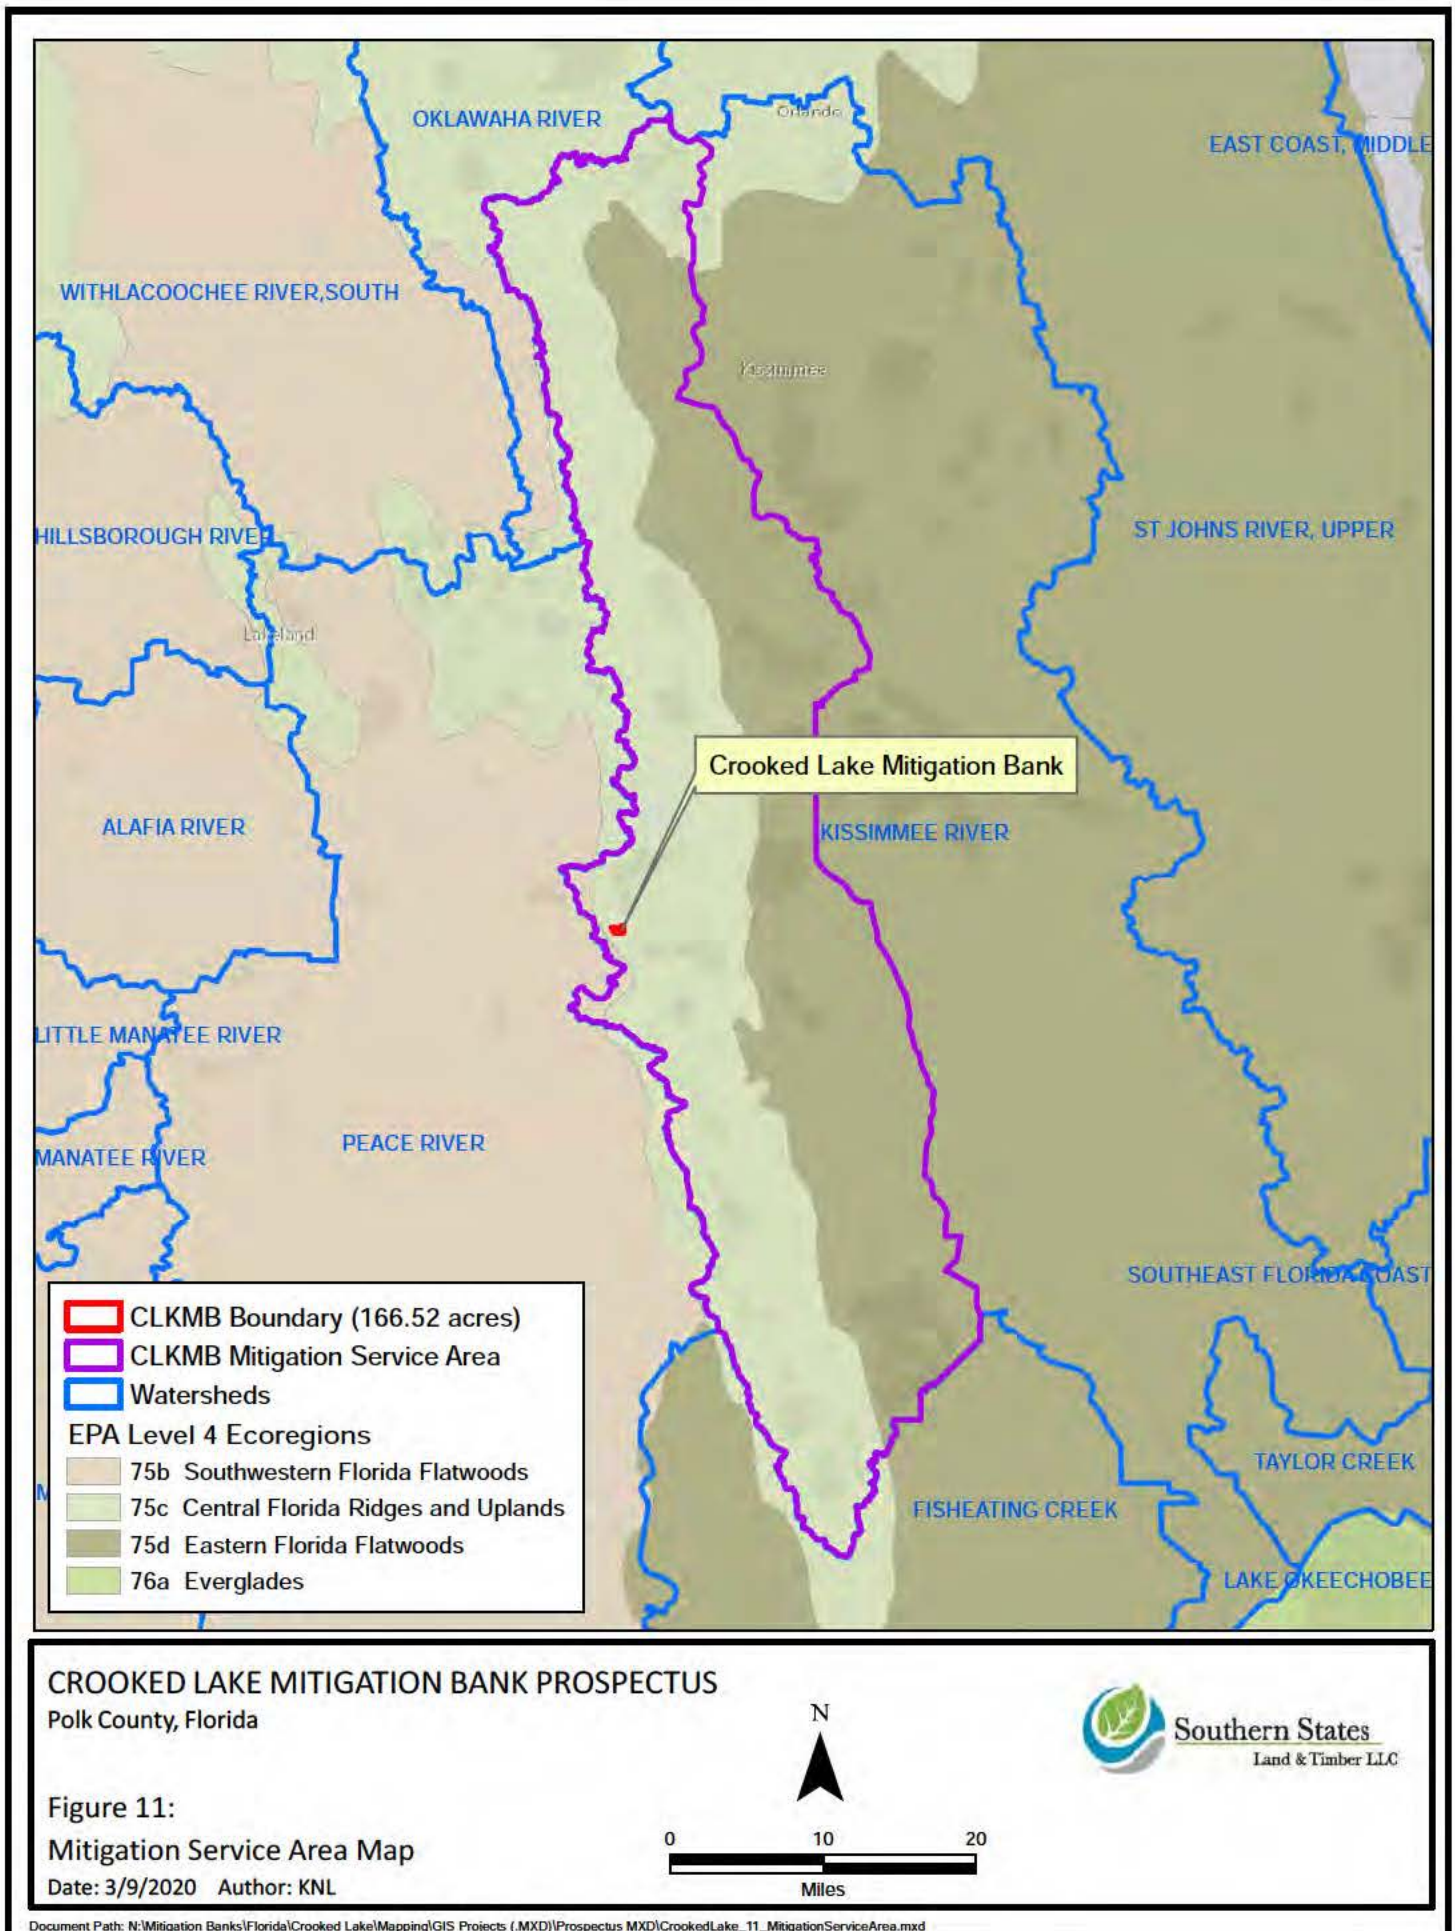 OKLAWAHA RIVER
Orlando
EAST COAST, MIDDLE
WITHLACOOCHEE RIVER,SOUTH
Kissimmee
HILLSBOROUGH RIVER
ST JOHNS RIVER, UPPER
Lakeland
Crooked Lake Mitigation Bank
ALAFIA RIVER
KISSIMMEE RIVER
LITTLE MANATEE RIVER
PEACE RIVER
MANATEE RIVER
SOUTHEAST FLORIDA COAST
CLKMB Boundary (166.52 acres)
CLKMB Mitigation Service Area
Watersheds
EPA Level 4 Ecoregions
75b Southwestern Florida Flatwoods
75c Central Florida Ridges and Uplands
75d Eastern Florida Flatwoods
76a Everglades
M
TAYLOR CREEK
FISHEATING CREEK
LAKE OKEECHOBEE
CROOKED LAKE MITIGATION BANK PROSPECTUS
Polk County, Florida
N
Southern States
Land & Timber LLC
Figure 11:
Mitigation Service Area Map
Date: 3/9/2020 Author: KNL
0 10 20
Miles
Document Path: N:\Mitigation Banks\Florida\Crooked Lake\Mapping\GIS Projects (.MXD)\Prospectus MXD\CrookedLake_11_MitigationServiceArea.mxd